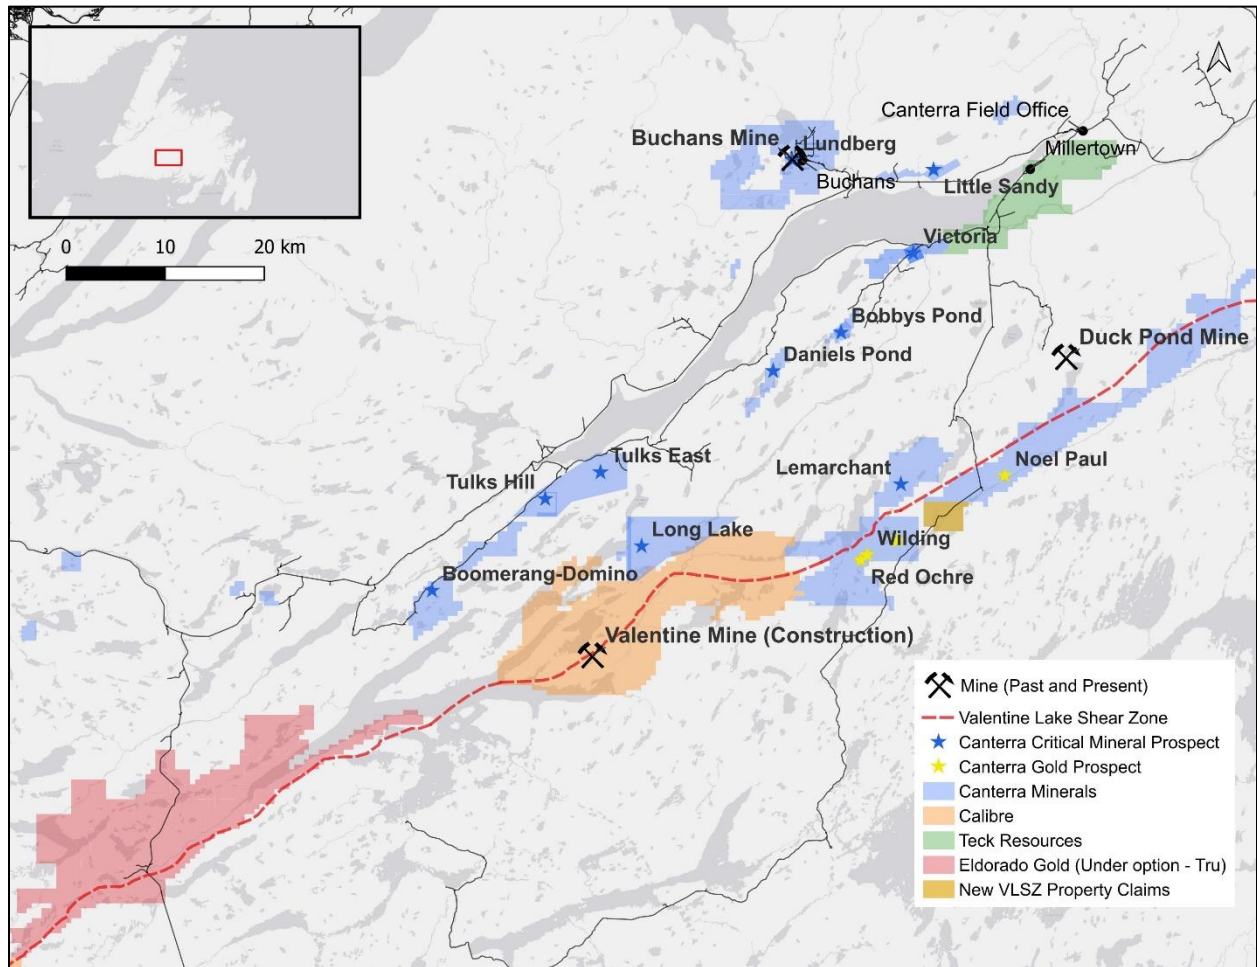 Canterra Field Office
Buchans Mine
Lundberg
Millertown
Buchans
Little Sandy
Victoria
0 10 20 km
Bobbys Pond
Duck Pond Mine
Daniels Pond
Tulks East
Lemarchant
Noel Paul
Tulks Hill
Long Lake
Wilding
Boomerang-Domino
Red Ochre
Valentine Mine (Construction)
Mine (Past and Present)
Valentine Lake Shear Zone
Canterra Critical Mineral Prospect
Canterra Gold Prospect
Canterra Minerals
Calibre
Teck Resources
Eldorado Gold (Under option - Tru)
New VLSZ Property Claims